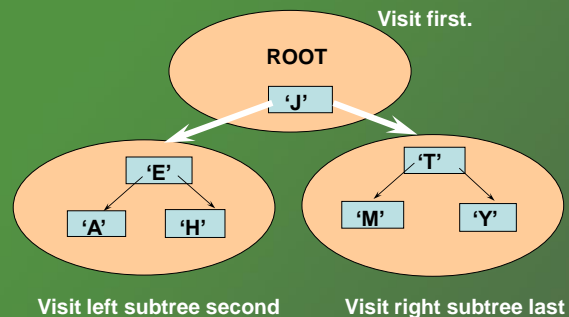 Visit first.
ROOT
‘J’
‘E’
‘T’
‘A’
‘H’
‘M’
‘Y’
Visit left subtree second
Visit right subtree last